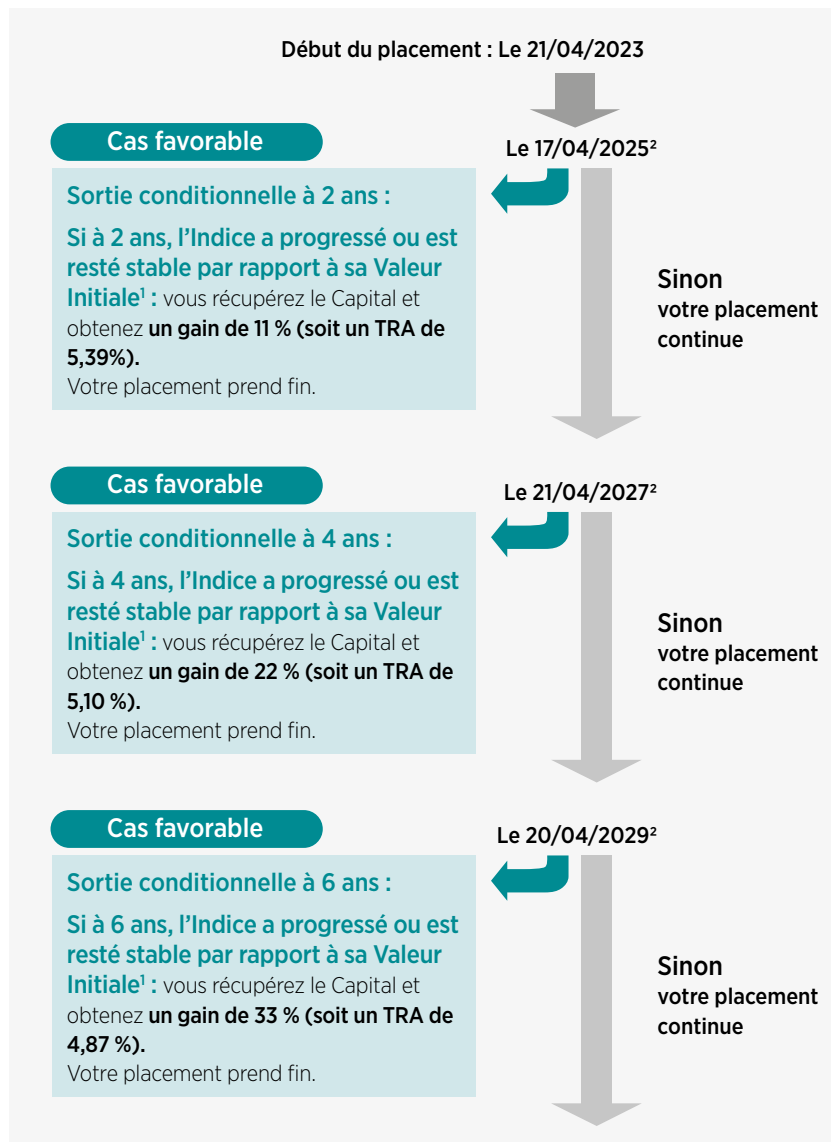 Début du placement : Le 21/04/2023
Cas favorable
Le 17/04/2025²
Sortie conditionnelle à 2 ans :
Si à 2 ans, l’Indice a progressé ou est
resté stable par rapport à sa Valeur
Initiale¹ : vous récupérez le Capital et
obtenez un gain de 11 % (soit un TRA de
5,39%).
Votre placement prend fin.
Sinon
votre placement
continue
Cas favorable
Le 21/04/2027²
Sortie conditionnelle à 4 ans :
Si à 4 ans, l’Indice a progressé ou est
resté stable par rapport à sa Valeur
Initiale¹ : vous récupérez le Capital et
obtenez un gain de 22 % (soit un TRA de
5,10 %).
Votre placement prend fin.
Sinon
votre placement
continue
Cas favorable
Le 20/04/2029²
Sortie conditionnelle à 6 ans :
Si à 6 ans, l’Indice a progressé ou est
resté stable par rapport à sa Valeur
Initiale¹ : vous récupérez le Capital et
obtenez un gain de 33 % (soit un TRA de
4,87 %).
Votre placement prend fin.
Sinon
votre placement
continue